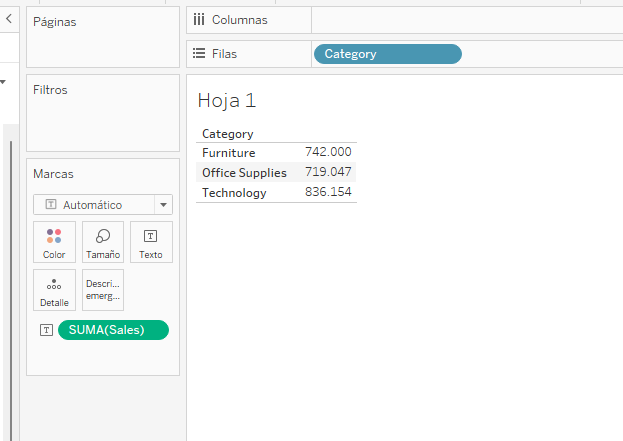 Páginas
Columnas
Filas
Category
Filtros
Hoja 1
Category
Furniture 742.000
Office Supplies 719.047
Technology 836.154
Marcas
T Automático
Color
Tamaño
T
Texto
Detalle
Descri...
emerg...
T SUMA(Sales)